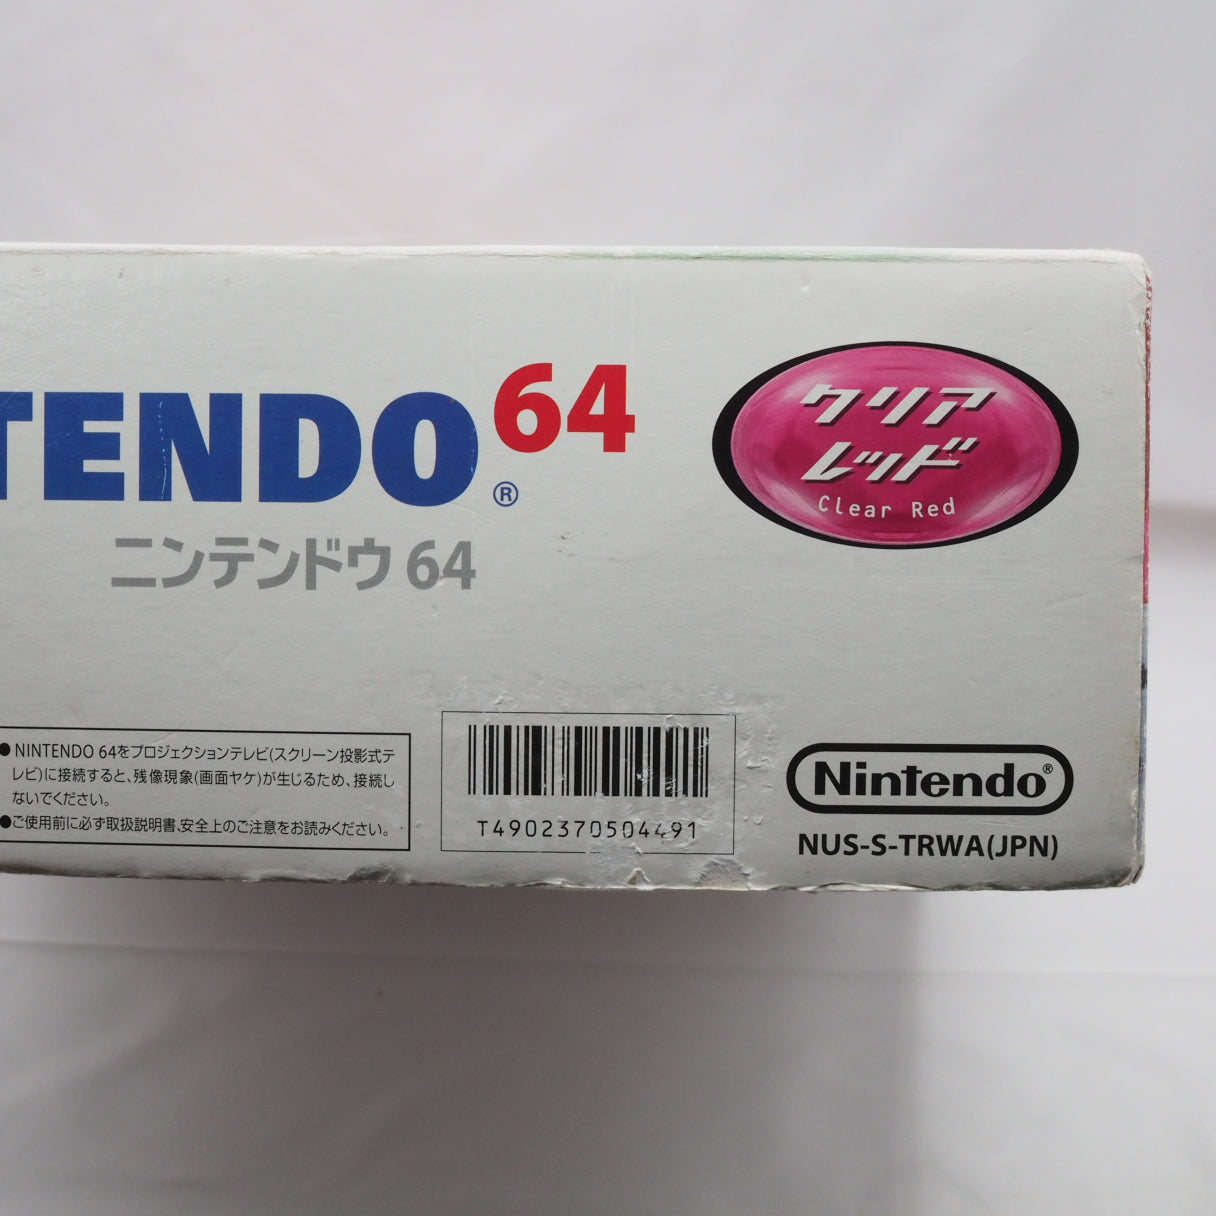 TENDO64®
ニンテンドウ 64
クリア
レッド
Clear Red
●NINTENDO 64をプロジェクションテレビ(スクリーン投影式テ
レビ)に接続すると、残像現象(画面ヤケ)が生じるため、接続し
ないでください。
●ご使用前に必ず取扱説明書、安全上のご注意をお読みください。
T4902370504491
Nintendo®
NUS-S-TRWA(JPN)